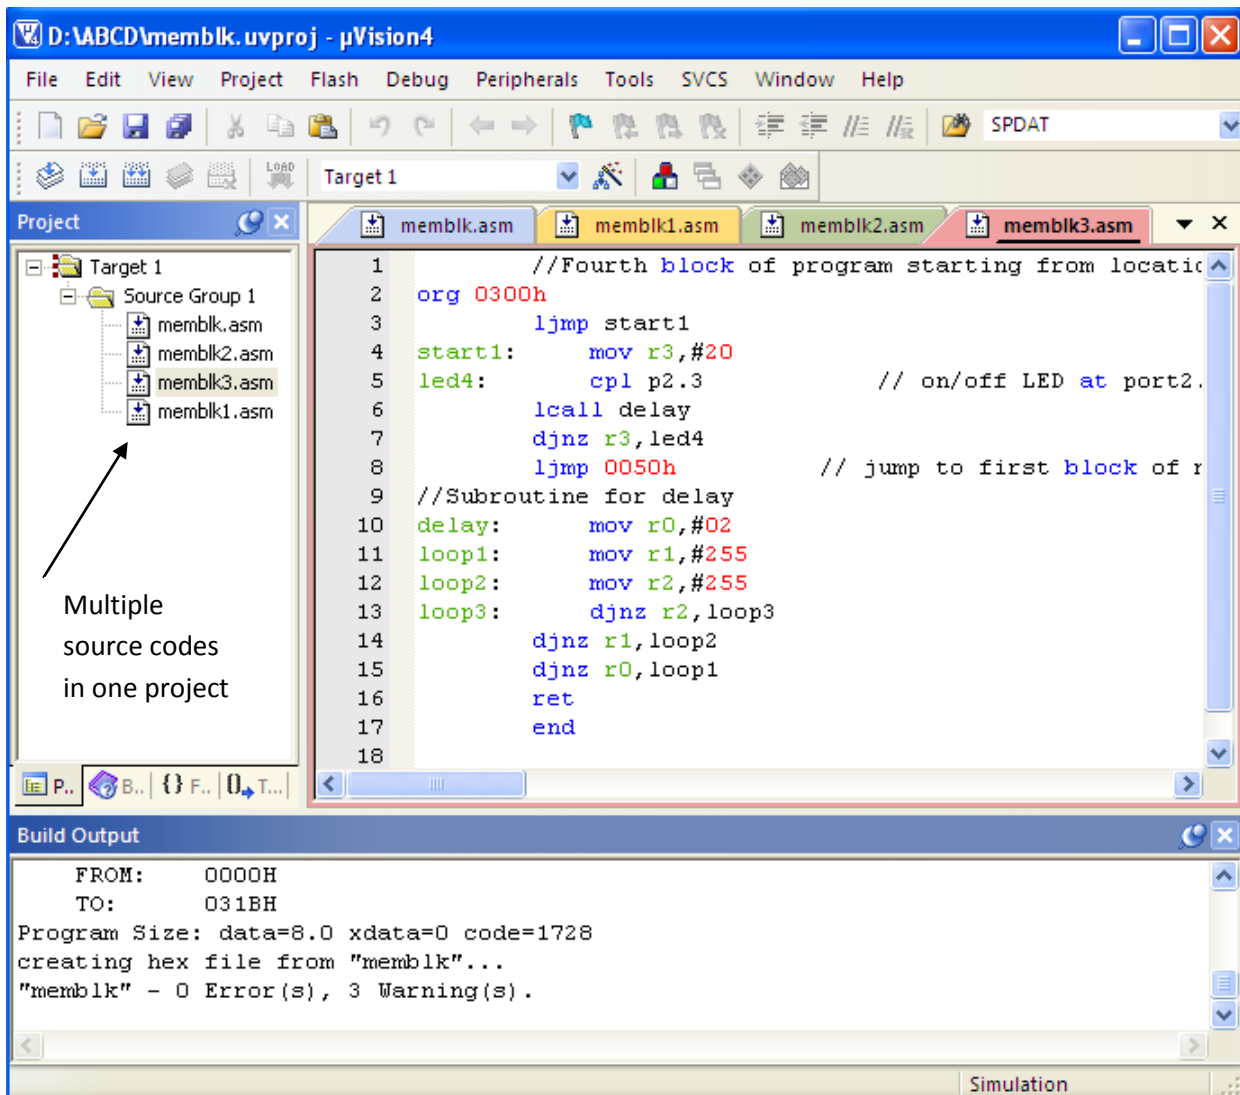 D:\ABCD\memblk.uvproj - µVision4
File Edit View Project Flash Debug Peripherals Tools SVCS Window Help
SPDAT
LOAD Target 1
Project
memblk.asm memblk1.asm memblk2.asm memblk3.asm
Target 1
Source Group 1
memblk.asm
memblk2.asm
memblk3.asm
memblk1.asm
Multiple
source codes
in one project
1 //Fourth block of program starting from locatic
2 org 0300h
3 ljmp start1
4 start1: mov r3,#20
5 led4: cpl p2.3 // on/off LED at port2.
6 lcall delay
7 djnz r3,led4
8 ljmp 0050h // jump to first block of r
9 //Subroutine for delay
10 delay: mov r0,#02
11 loop1: mov r1,#255
12 loop2: mov r2,#255
13 loop3: djnz r2,loop3
14 djnz r1,loop2
15 djnz r0,loop1
16 ret
17 end
18
P.. B.. {} F.. 0 T...
Build Output
FROM: 0000H
TO: 031BH
Program Size: data=8.0 xdata=0 code=1728
creating hex file from "memblk"...
"memblk" - 0 Error(s), 3 Warning(s).
Simulation